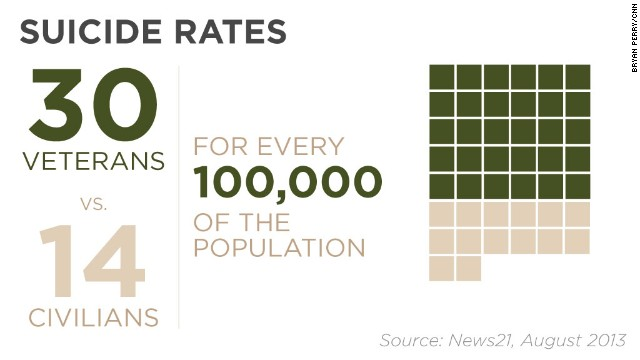 SUICIDE RATES
30
VETERANS
VS.
14
CIVILIANS
FOR EVERY
100,000
OF THE
POPULATION
BRYAN PERRY/CNN
Source: News21, August 2013